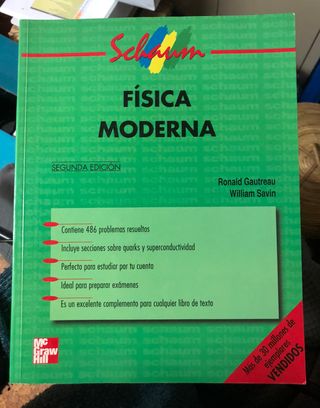 Schaum
FÍSICA
MODERNA
SEGUNDA EDICIÓN
Ronald Gautreau
William Savin
Contiene 486 problemas resueltos
Incluye secciones sobre quarks y superconductividad
Perfecto para estudiar por tu cuenta
Ideal para preparar exámenes
Es un excelente complemento para cualquier libro de texto
Mc
Graw
Hill
Más de 30 millones de
ejemplares
VENDIDOS